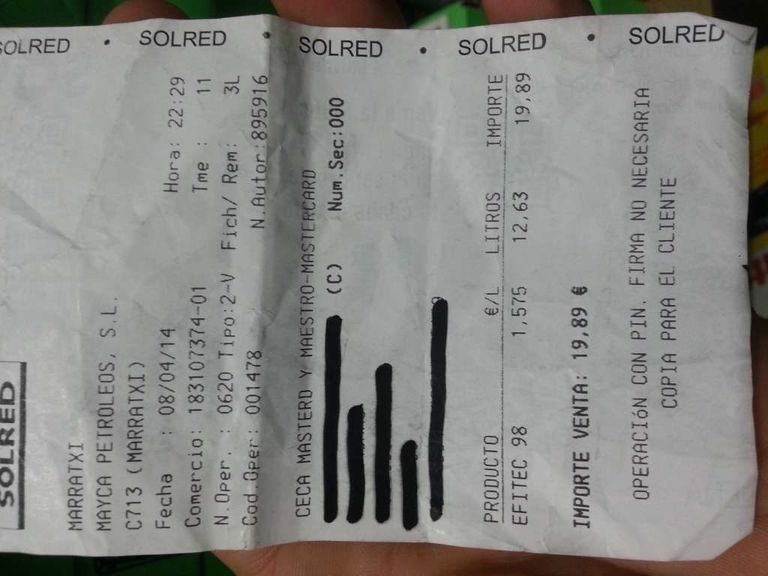 SOLRED · SOLRED · SOLRED · SOLRED · SOLRED
SOLRED
MARRATXI
MAYCA PETROLEOS, S.L.
C713 (MARRATXI)
Fecha : 08/04/14 Hora: 22:29
Comercio: 183107374-01 Tme : 11
N.Oper. : 0620 Tipo:2-V Fich/ Rem: 3L
Cod.Oper: 001478 N.Autor:895916
CECA MASTERD Y MAESTRO-MASTERCARD
(C) Num.Sec:000
PRODUCTO €/L LITROS IMPORTE
EFITEC 98 1,575 12,63 19,89
IMPORTE VENTA: 19,89 €
OPERACIÓN CON PIN. FIRMA NO NECESARIA
COPIA PARA EL CLIENTE